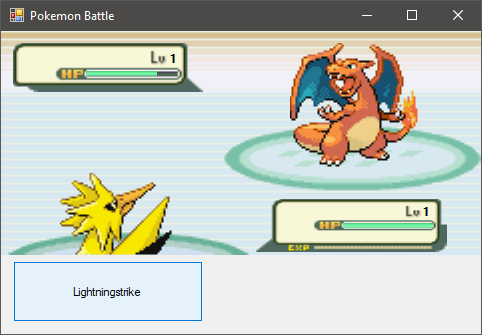 Pokemon Battle
Lv 1
HP
Lv 1
HP
EXP
Lightningstrike